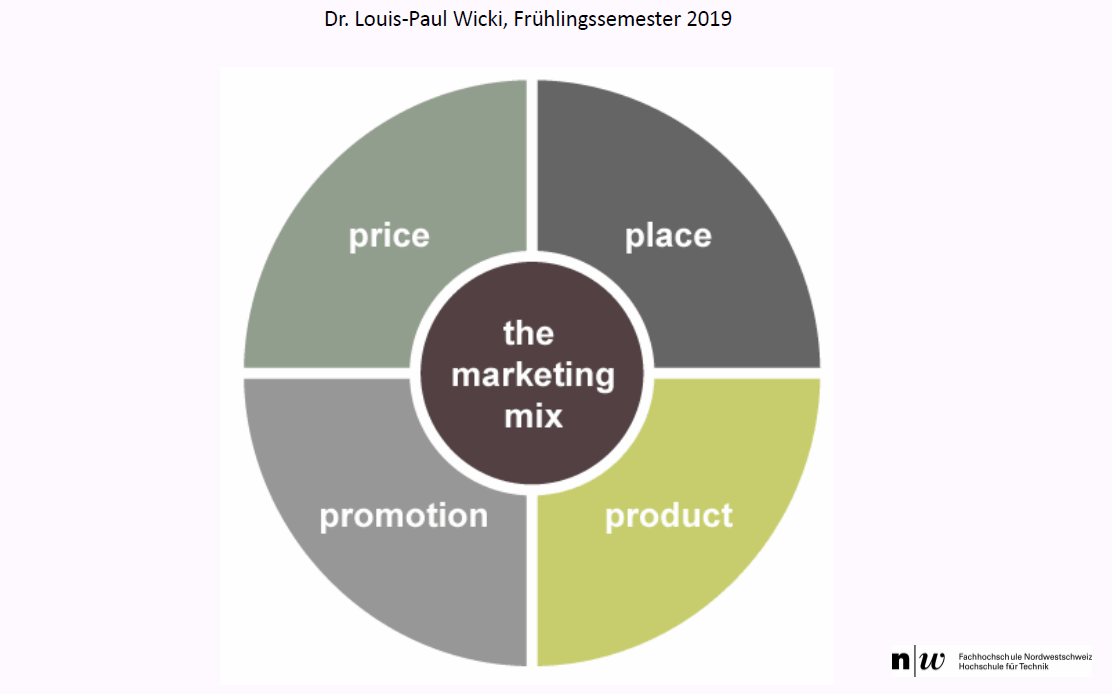 Dr. Louis-Paul Wicki, Frühlingssemester 2019
price
place
the
marketing
mix
promotion
product
n|w
Fachhochschule Nordwestschweiz
Hochschule für Technik